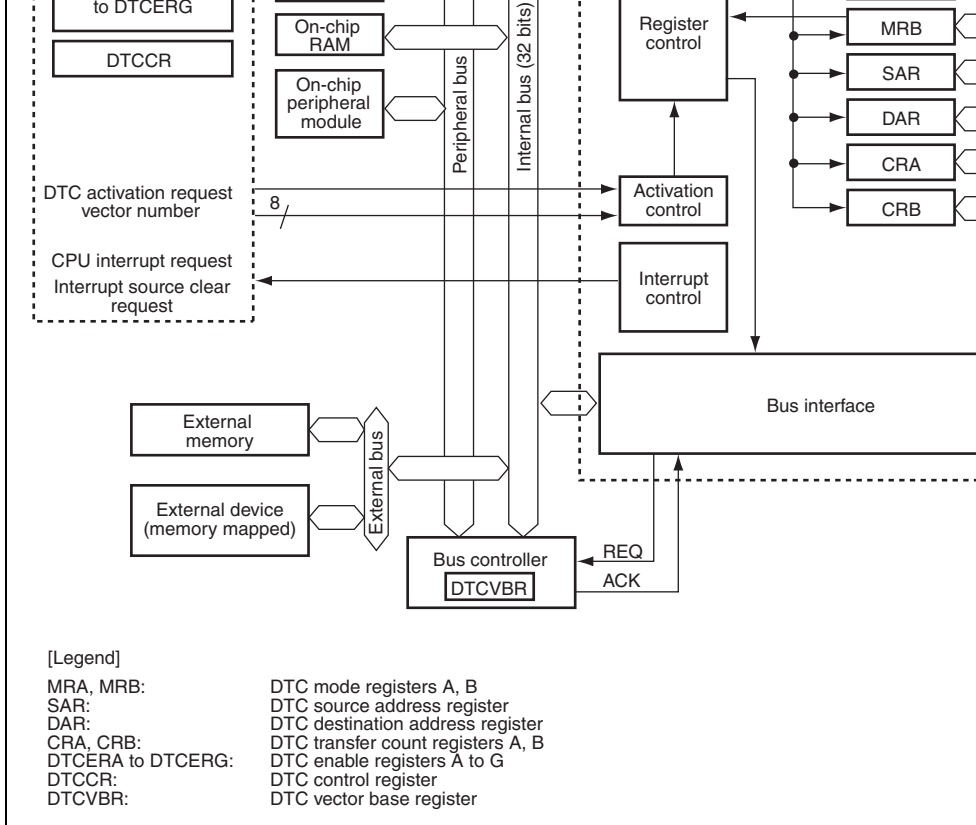 to DTCERG
DTCCR
On-chip
RAM
On-chip
peripheral
module
Peripheral bus
Internal bus (32 bits)
Register
control
MRB
SAR
DAR
CRA
CRB
DTC activation request
vector number
8
Activation
control
CPU interrupt request
Interrupt source clear
request
Interrupt
control
Bus interface
External
memory
External device
(memory mapped)
External bus
Bus controller
DTCVBR
REQ
ACK
[Legend]
MRA, MRB: DTC mode registers A, B
SAR: DTC source address register
DAR: DTC destination address register
CRA, CRB: DTC transfer count registers A, B
DTCERA to DTCERG: DTC enable registers A to G
DTCCR: DTC control register
DTCVBR: DTC vector base register